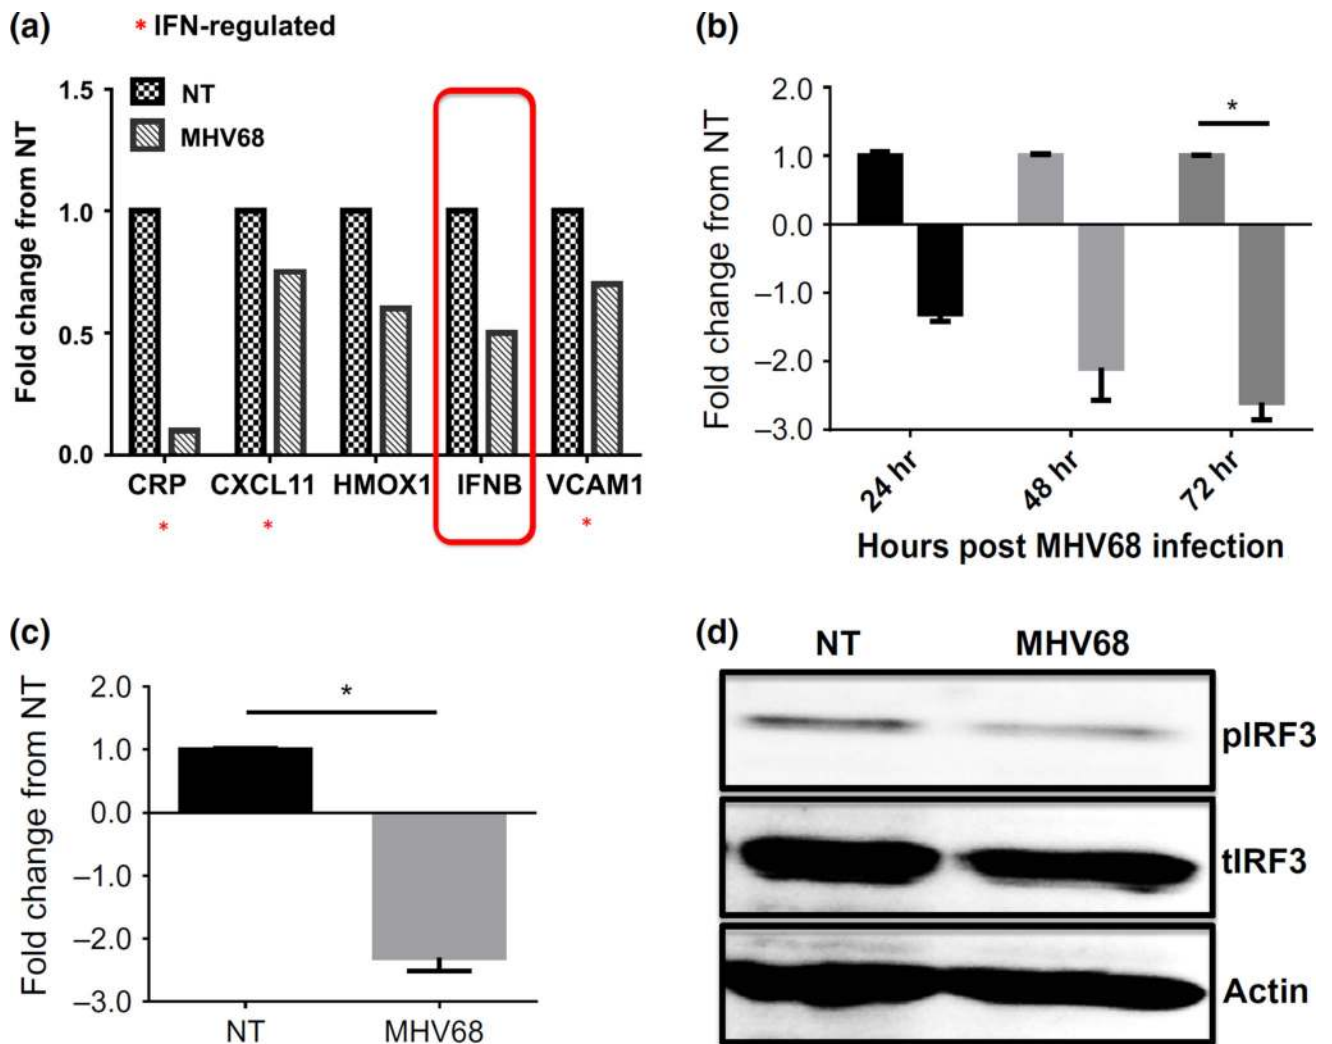 (a)
* IFN-regulated
NT
MHV68
Fold change from NT
1.5
1.0
0.5
0.0
CRP CXCL11 HMOX1 IFNB VCAM1
* * *
(b)
Fold change from NT
2.0
1.0
0.0
–1.0
–2.0
–3.0
*
24 hr 48 hr 72 hr
Hours post MHV68 infection
(c)
Fold change from NT
2.0
1.0
0.0
–1.0
–2.0
–3.0
*
NT MHV68
(d)
NT MHV68
pIRF3
tIRF3
Actin